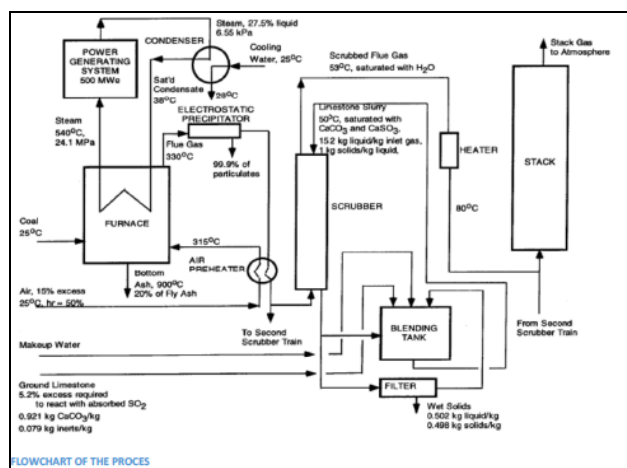 Steam, 27.5% liquid
6.55 kPa
CONDENSER
POWER
GENERATING
SYSTEM
500 MWe
Cooling
Water, 25°C
28°C
Sat'd
Condensate
38°C
Steam
540°C,
24.1 MPa
ELECTROSTATIC
PRECIPITATOR
Flue Gas
330°C
99.9% of
particulates
Scrubbed Flue Gas
53°C, saturated with H2O
Limestone Slurry
50°C, saturated with
CaCO3 and CaSO3,
15.2 kg liquid/kg inlet gas,
1 kg solids/kg liquid,
Stack Gas
to Atmosphere
HEATER
STACK
80°C
SCRUBBER
FURNACE
Coal
25°C
315°C
AIR
PREHEATER
Bottom
Ash, 900°C
20% of Fly Ash
Air, 15% excess
25°C, hr = 50%
To Second
Scrubber Train
From Second
Scrubber Train
BLENDING
TANK
Makeup Water
Ground Limestone
5.2% excess required
to react with absorbed SO2
0.921 kg CaCO3/kg
0.079 kg inerts/kg
FILTER
Wet Solids
0.502 kg liquid/kg
0.498 kg solids/kg
FLOWCHART OF THE PROCES